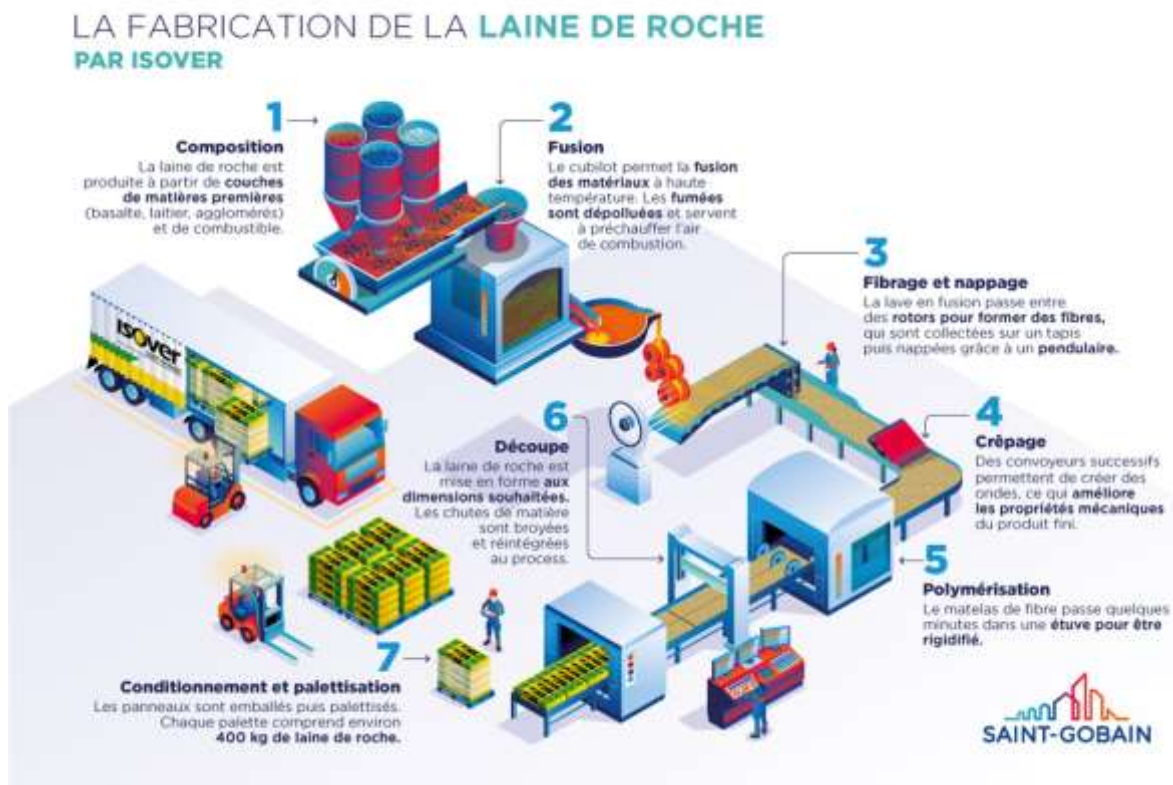 LA FABRICATION DE LA LAINE DE ROCHE
PAR ISOVER
1
Composition
La laine de roche est
produite à partir de couches
de matières premières
(basalte, laitier, agglomérés)
et de combustible.
2
Fusion
Le cubilot permet la fusion
des matériaux à haute
température. Les fumées
sont dépolluées et servent
à préchauffer l'air
de combustion.
3
Fibrage et nappage
La lave en fusion passe entre
des rotors pour former des fibres,
qui sont collectées sur un tapis
puis nappées grâce à un pendulaire.
isover
4
Crêpage
Des convoyeurs successifs
permettent de créer des
ondes, ce qui améliore
les propriétés mécaniques
du produit fini.
6
Découpe
La laine de roche est
mise en forme aux
dimensions souhaitées.
Les chutes de matière
sont broyées
et réintégrées
au process.
5
Polymérisation
Le matelas de fibre passe quelques
minutes dans une étuve pour être
rigidifié.
7
Conditionnement et palettisation
Les panneaux sont emballés puis palettisés.
Chaque palette comprend environ
400 kg de laine de roche.
SAINT-GOBAIN